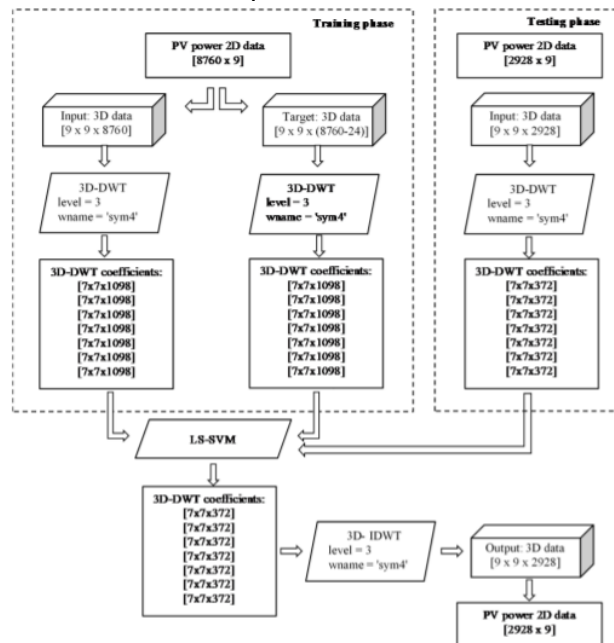 Training phase
PV power 2D data
[8760 x 9]
Input: 3D data
[9 x 9 x 8760]
Target: 3D data
[9 x 9 x (8760-24)]
3D-DWT
level = 3
wname = 'sym4'
3D-DWT
level = 3
wname = 'sym4'
3D-DWT coefficients:
[7x7x1098]
[7x7x1098]
[7x7x1098]
[7x7x1098]
[7x7x1098]
[7x7x1098]
[7x7x1098]
3D-DWT coefficients:
[7x7x1098]
[7x7x1098]
[7x7x1098]
[7x7x1098]
[7x7x1098]
[7x7x1098]
[7x7x1098]
Testing phase
PV power 2D data
[2928 x 9]
Input: 3D data
[9 x 9 x 2928]
3D-DWT
level = 3
wname = 'sym4'
3D-DWT coefficients:
[7x7x372]
[7x7x372]
[7x7x372]
[7x7x372]
[7x7x372]
[7x7x372]
[7x7x372]
LS-SVM
3D-DWT coefficients:
[7x7x372]
[7x7x372]
[7x7x372]
[7x7x372]
[7x7x372]
[7x7x372]
[7x7x372]
3D- IDWT
level = 3
wname = 'sym4'
Output: 3D data
[9 x 9 x 2928]
PV power 2D data
[2928 x 9]